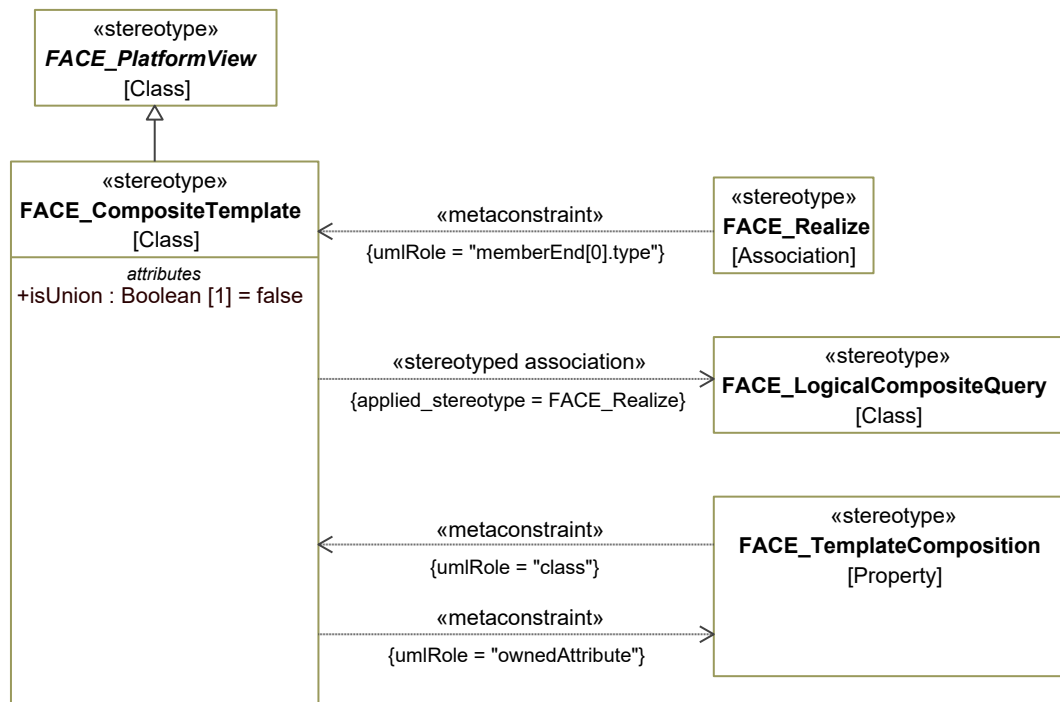 «stereotype»
FACE_PlatformView
[Class]
«stereotype»
FACE_CompositeTemplate
[Class]
attributes
+isUnion : Boolean [1] = false
«metaconstraint»
{umlRole = "memberEnd[0].type"}
«stereotype»
FACE_Realize
[Association]
«stereotyped association»
{applied_stereotype = FACE_Realize}
«stereotype»
FACE_LogicalCompositeQuery
[Class]
«metaconstraint»
{umlRole = "class"}
«metaconstraint»
{umlRole = "ownedAttribute"}
«stereotype»
FACE_TemplateComposition
[Property]